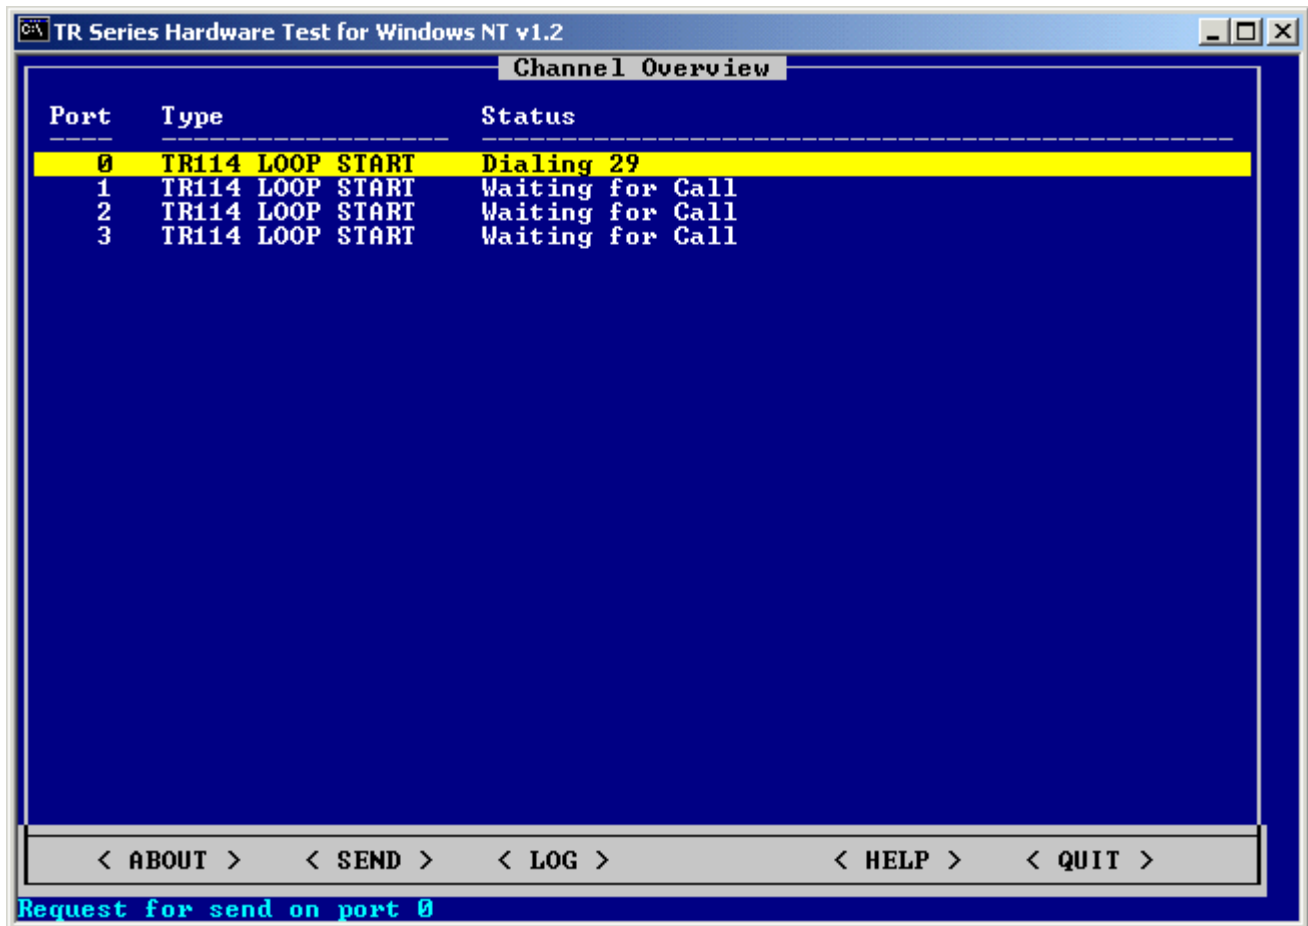 TR Series Hardware Test for Windows NT v1.2
Channel Overview
Port Type Status
0 TR114 LOOP START Dialing 29
1 TR114 LOOP START Waiting for Call
2 TR114 LOOP START Waiting for Call
3 TR114 LOOP START Waiting for Call
< ABOUT > < SEND > < LOG > < HELP > < QUIT >
Request for send on port 0